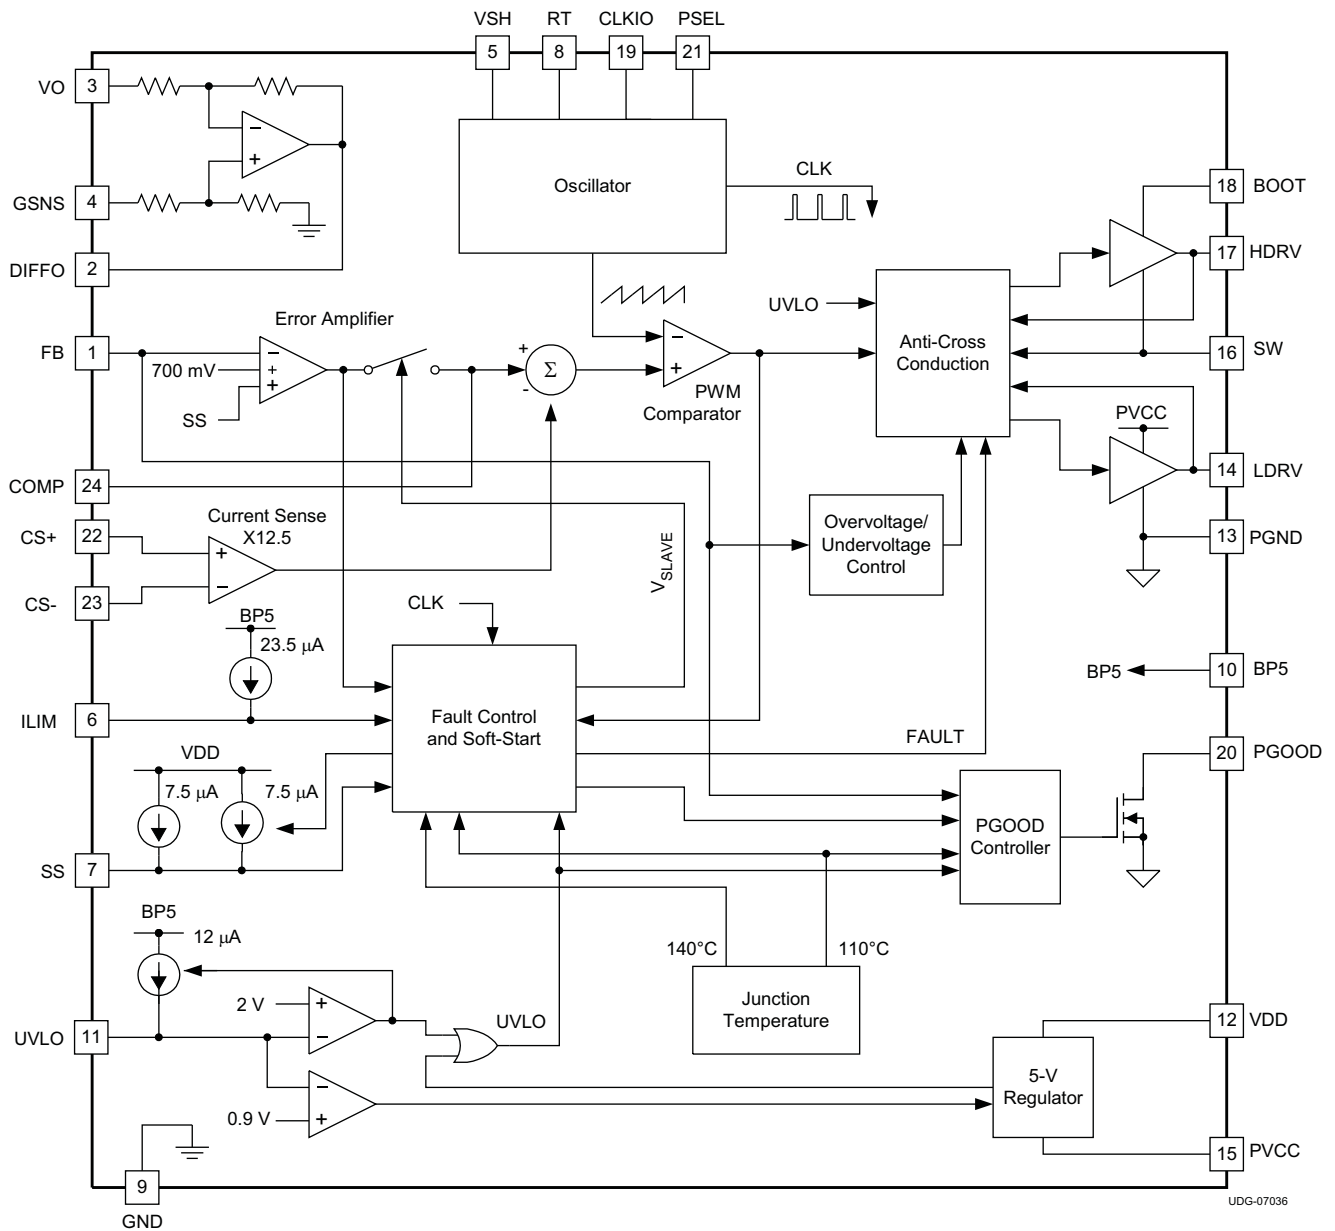 VSH
RT
CLKIO
PSEL
5
8
19
21
VO
3
−
+
GSNS
4
DIFFO
2
Oscillator
CLK
18
BOOT
17
HDRV
UVLO
Anti-Cross
Conduction
16
SW
Error Amplifier
FB
1
−
+
+
700 mV
SS
+
-
Σ
−
+
PWM
Comparator
PVCC
14
LDRV
COMP
24
CS+
22
Current Sense
X12.5
+
−
CS-
23
VSLAVE
Overvoltage/
Undervoltage
Control
13
PGND
BP5
23.5 μA
CLK
ILIM
6
Fault Control
and Soft-Start
FAULT
BP5
10
BP5
20
PGOOD
VDD
7.5 μA
7.5 μA
SS
7
PGOOD
Controller
BP5
12 μA
140°C
110°C
Junction
Temperature
UVLO
11
2 V
+
−
UVLO
−
+
0.9 V
12
VDD
5-V
Regulator
15
PVCC
9
GND
UDG-07036